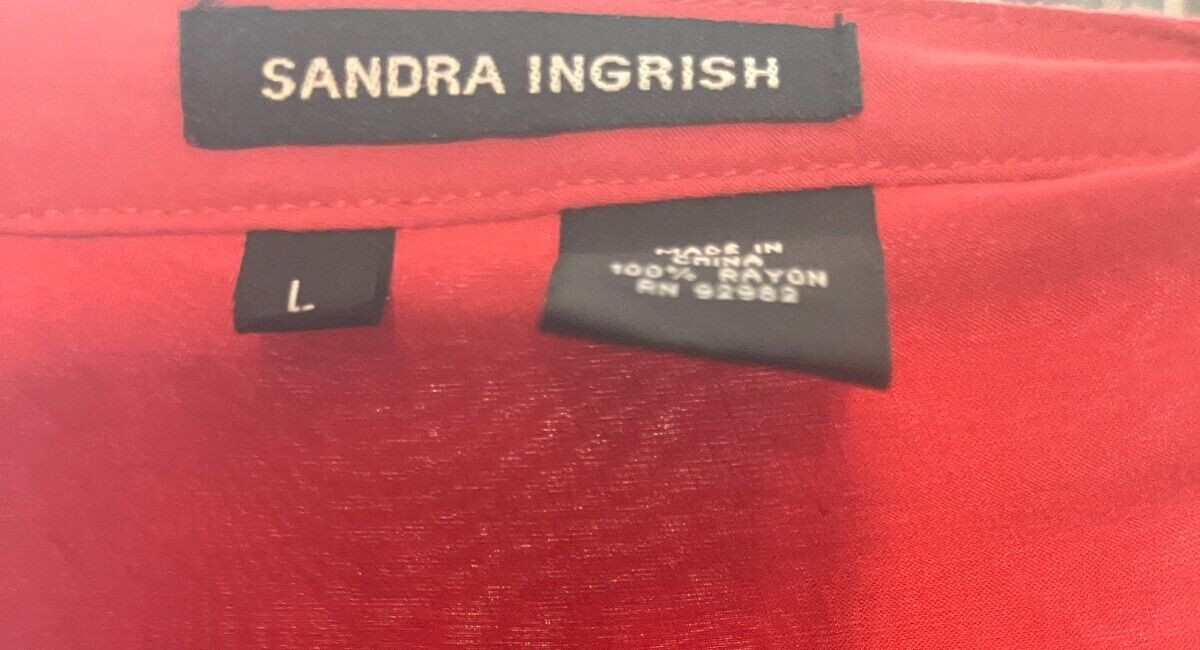 SANDRA INGRISH
L
MADE IN
CHINA
100% RAYON
RN 92982